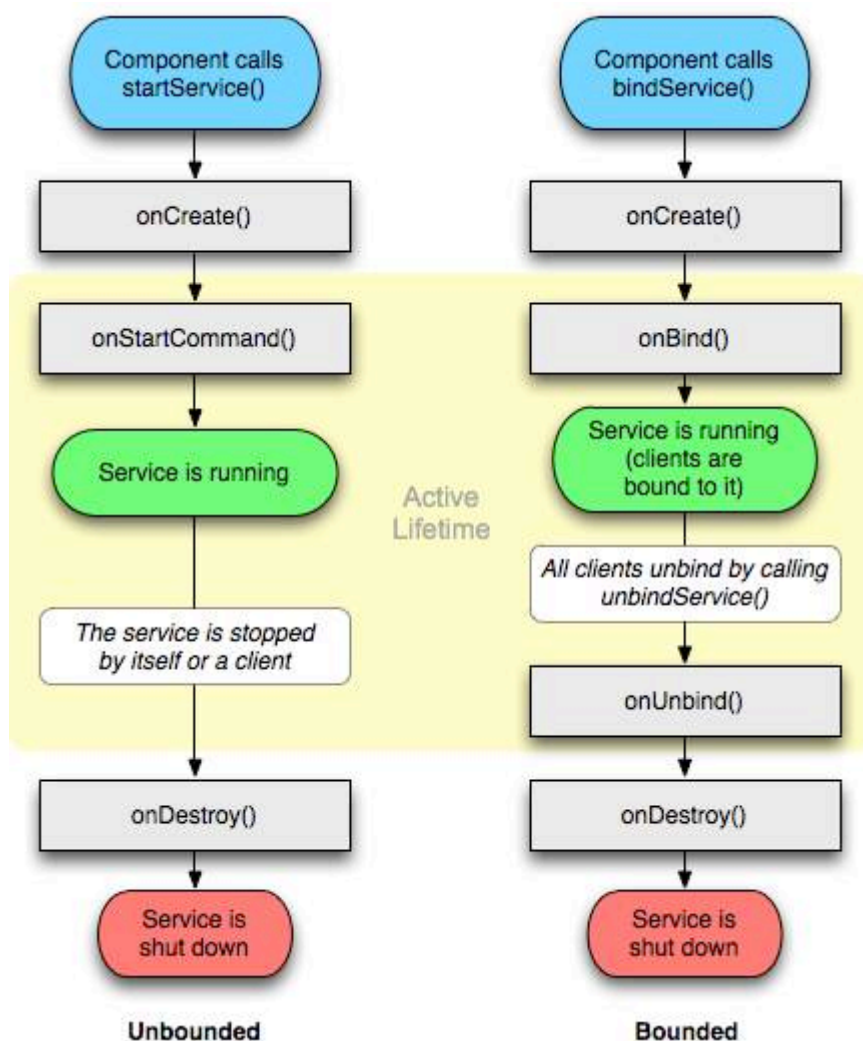 Component calls
startService()
onCreate()
onStartCommand()
Service is running
The service is stopped
by itself or a client
onDestroy()
Service is
shut down
Unbounded
Active
Lifetime
Component calls
bindService()
onCreate()
onBind()
Service is running
(clients are
bound to it)
All clients unbind by calling
unbindService()
onUnbind()
onDestroy()
Service is
shut down
Bounded